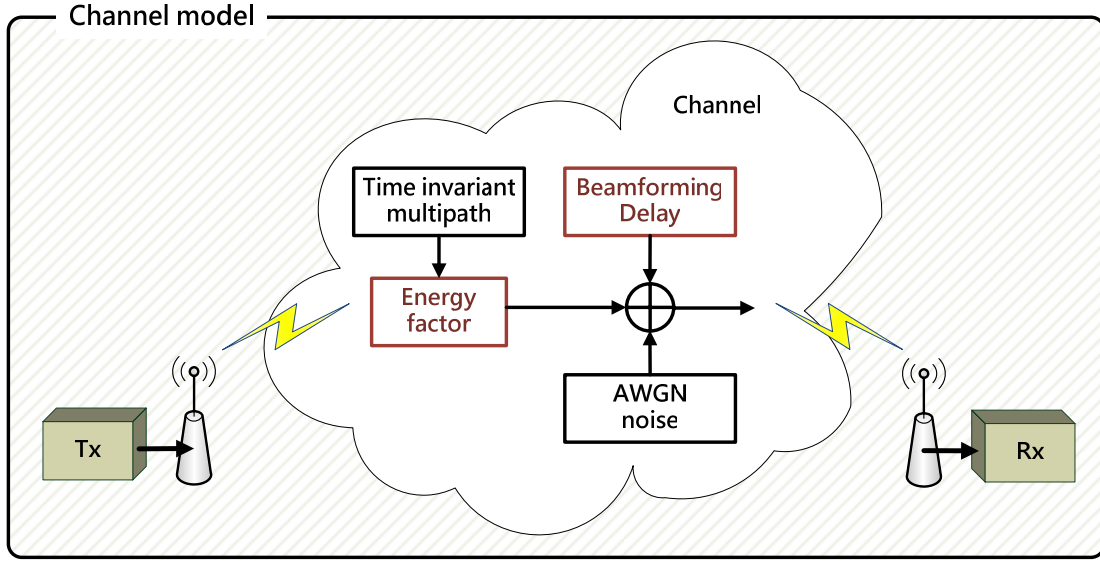 Channel model
Channel
Time invariant
multipath
Beamforming
Delay
Energy
factor
AWGN
noise
Tx
Rx